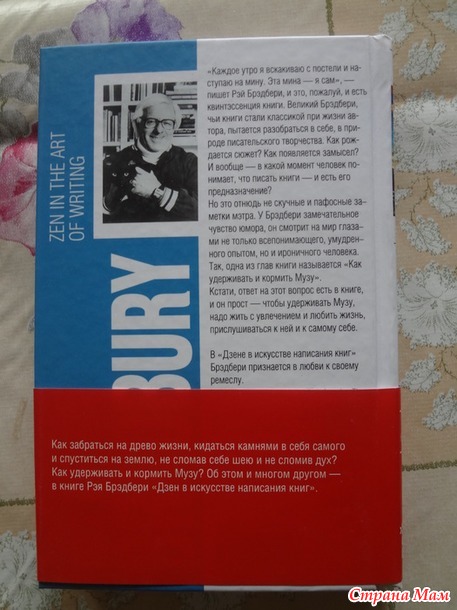 ZEN IN THE ART
OF WRITING
BURY
«Каждое утро я вскакиваю с постели и на-
ступаю на мину. Эта мина — я сам», —
пишет Рэй Брэдбери, и это, пожалуй, и есть
квинтэссенция книги. Великий Брэдбери,
чьи книги стали классикой при жизни ав-
тора, пытается разобраться в себе, в при-
роде писательского творчества. Как рож-
дается сюжет? Как появляется замысел?
И вообще — в какой момент человек по-
нимает, что писать книги — и есть его
предназначение?
Но это отнюдь не скучные и пафосные за-
метки мэтра. У Брэдбери замечательное
чувство юмора, он смотрит на мир глаза-
ми не только всепонимающего, умудрен-
ного опытом, но и ироничного человека.
Так, одна из глав книги называется «Как
удерживать и кормить Музу».
Кстати, ответ на этот вопрос есть в книге,
и он прост — чтобы удерживать Музу,
надо жить с увлечением и любить жизнь,
прислушиваться к ней и к самому себе.
В «Дзене в искусстве написания книг»
Брэдбери признается в любви к своему
ремеслу.
Как забраться на древо жизни, кидаться камнями в себя самого
и спуститься на землю, не сломав себе шею и не сломив дух?
Как удерживать и кормить Музу? Об этом и многом другом —
в книге Рэя Брэдбери «Дзен в искусстве написания книг».
Страна Мам